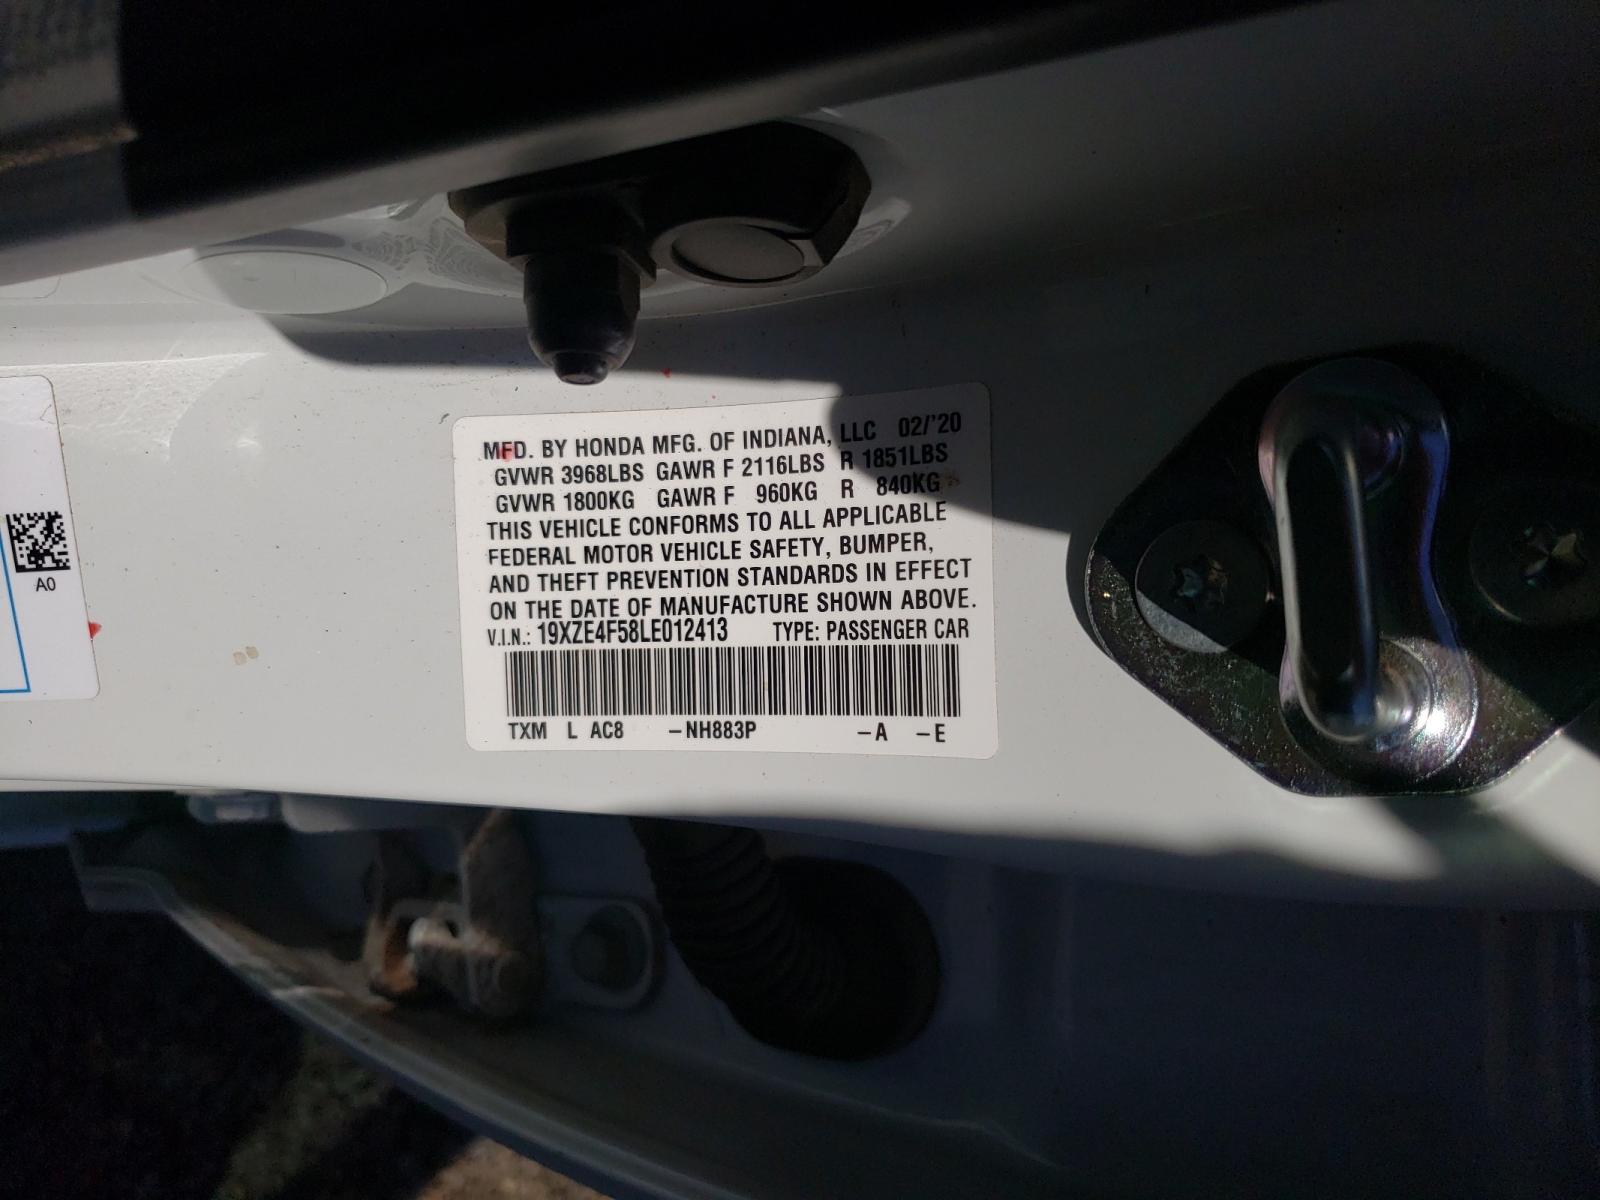 MFD. BY HONDA MFG. OF INDIANA, LLC 02/'20
GVWR 3968LBS GAWR F 2116LBS R 1851LBS
GVWR 1800KG GAWR F 960KG R 840KG
THIS VEHICLE CONFORMS TO ALL APPLICABLE
FEDERAL MOTOR VEHICLE SAFETY, BUMPER,
AND THEFT PREVENTION STANDARDS IN EFFECT
ON THE DATE OF MANUFACTURE SHOWN ABOVE.
V.I.N.: 19XZE4F58LE012413 TYPE: PASSENGER CAR
TXM L AC8 –NH883P –A –E
A0